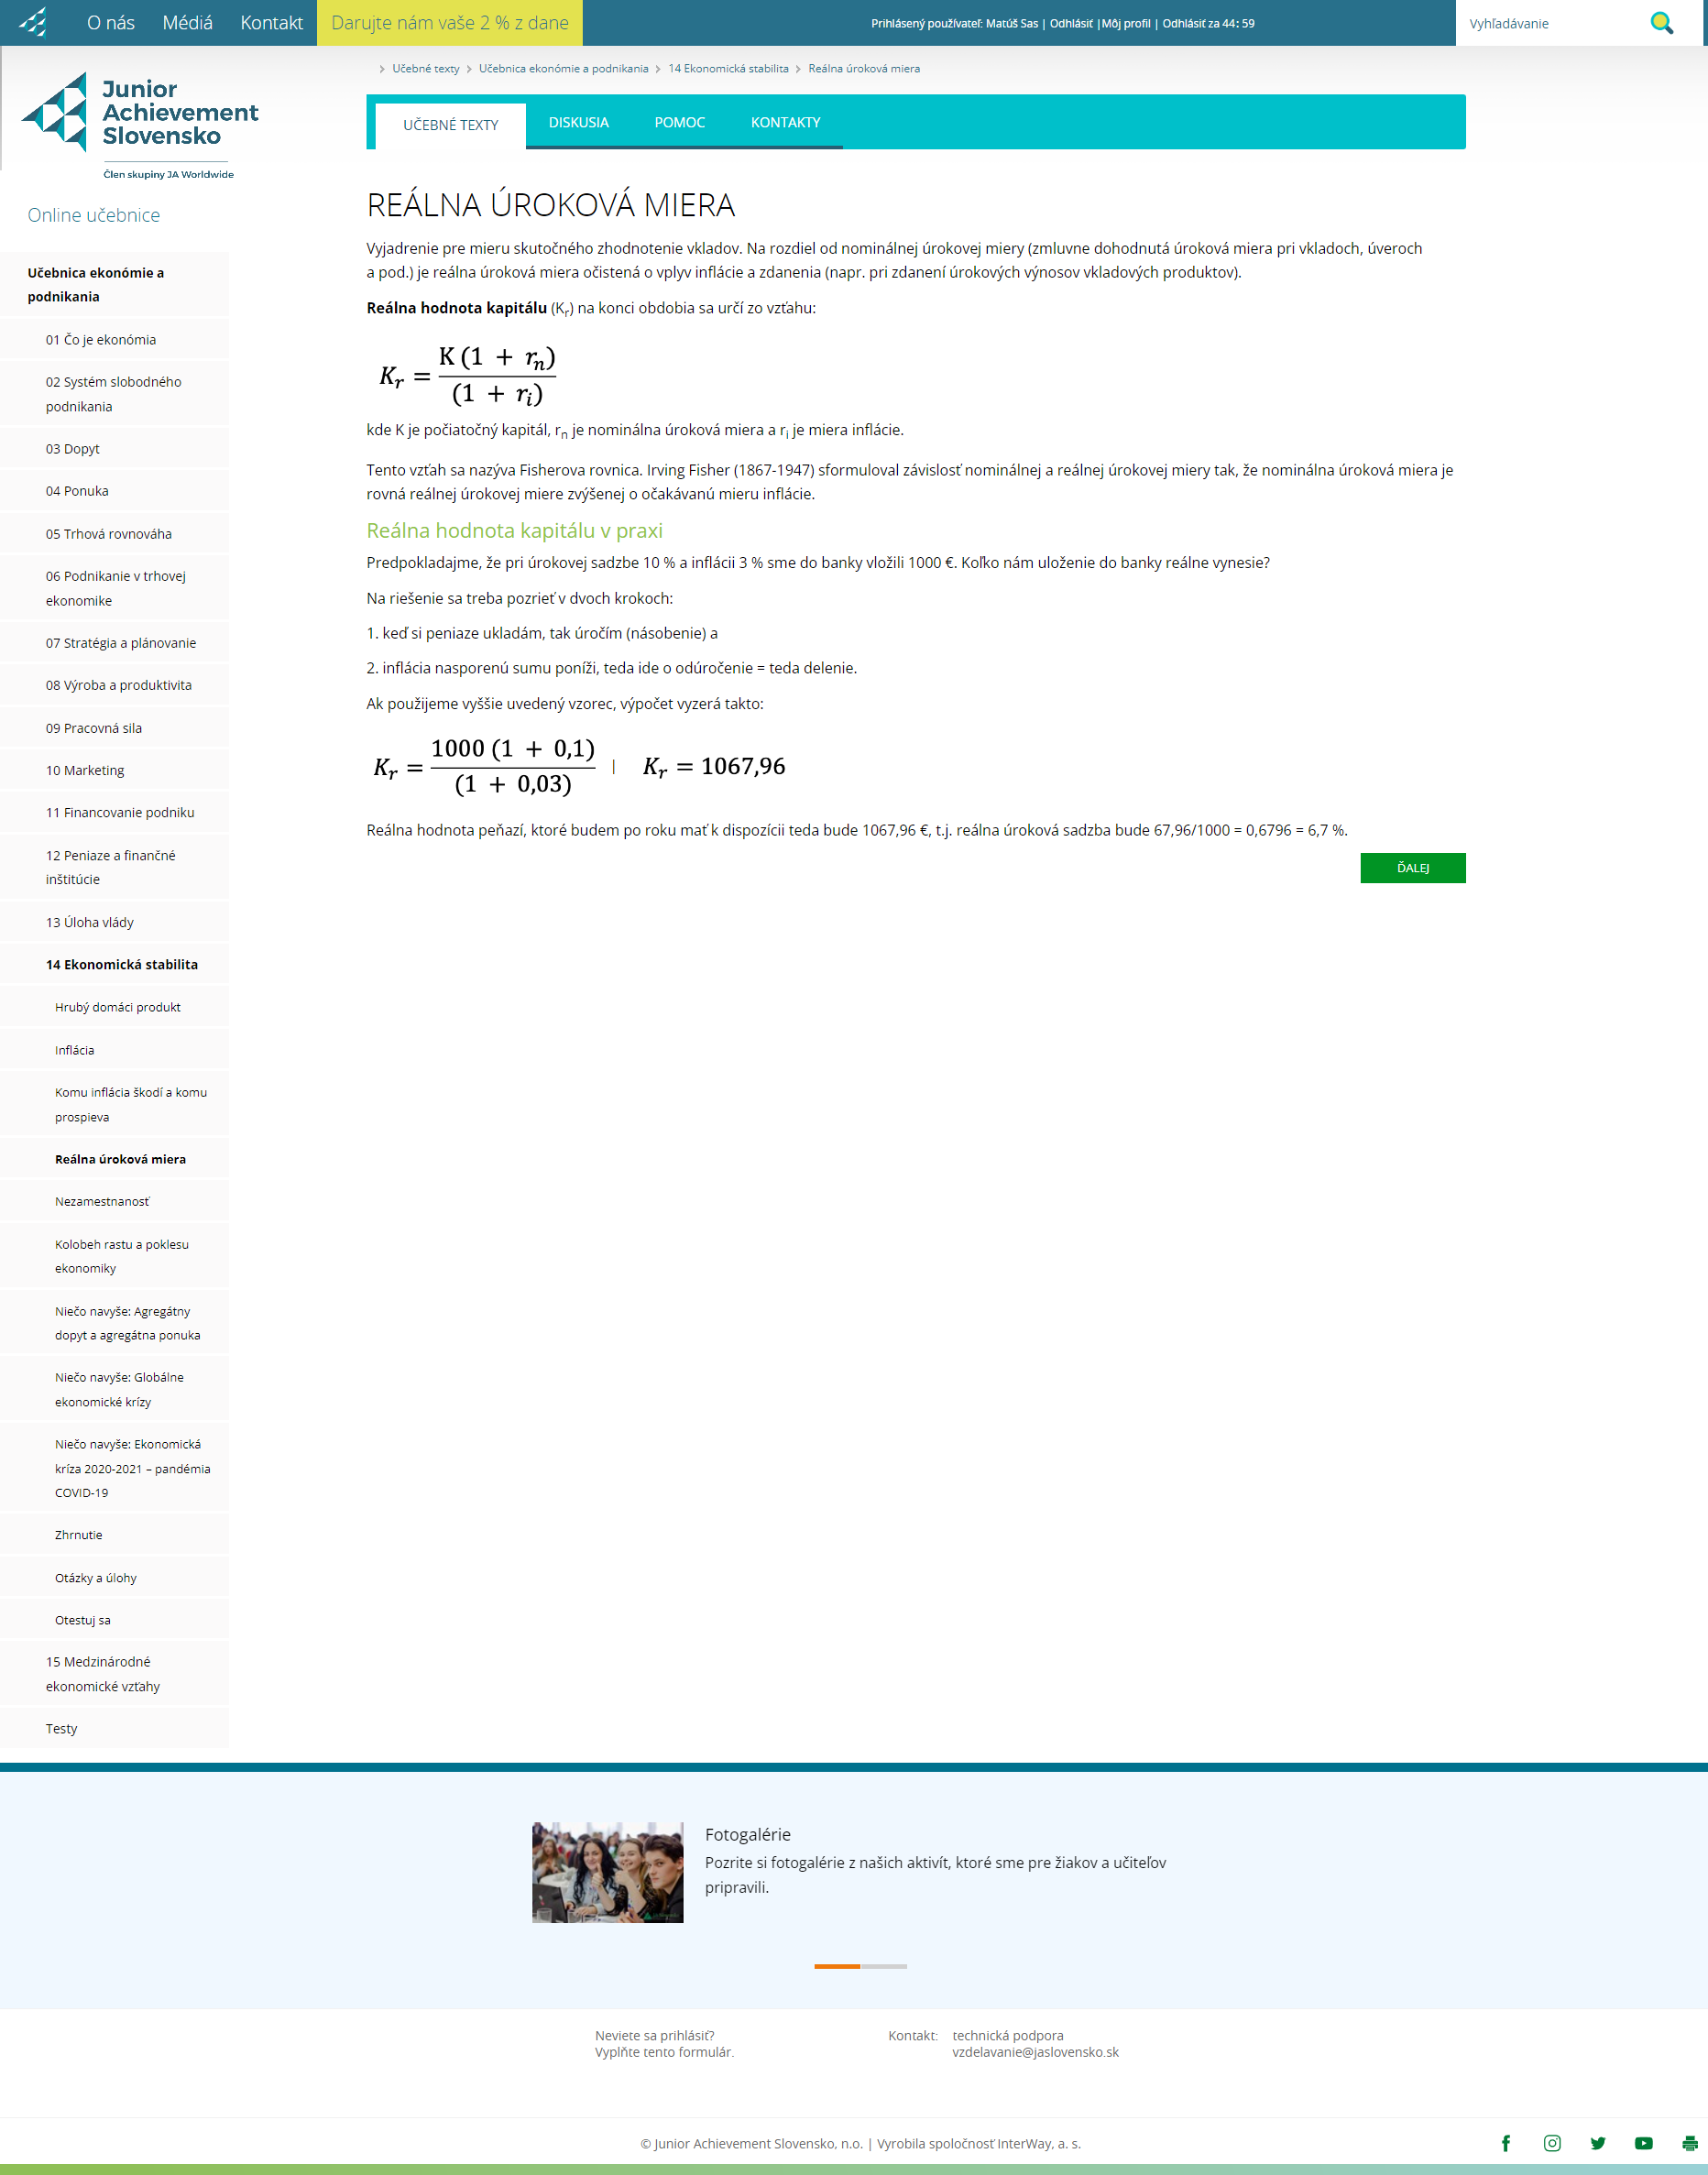 O nás Médiá Kontakt Darujte nám vaše 2 % z dane Prihlásený používateľ: Matúš Sas | Odhlásiť |Môj profil | Odhlásiť za 44: 59 Vyhľadávanie
Junior
Achievement
Slovensko
Člen skupiny JA Worldwide
Online učebnice
Učebnica ekonómie a
podnikania
01 Čo je ekonómia
02 Systém slobodného
podnikania
03 Dopyt
04 Ponuka
05 Trhová rovnováha
06 Podnikanie v trhovej
ekonomike
07 Stratégia a plánovanie
08 Výroba a produktivita
09 Pracovná sila
10 Marketing
11 Financovanie podniku
12 Peniaze a finančné
inštitúcie
13 Úloha vlády
14 Ekonomická stabilita
Hrubý domáci produkt
Inflácia
Komu inflácia škodí a komu
prospieva
Reálna úroková miera
Nezamestnanosť
Kolobeh rastu a poklesu
ekonomiky
Niečo navyše: Agregátny
dopyt a agregátna ponuka
Niečo navyše: Globálne
ekonomické krízy
Niečo navyše: Ekonomická
kríza 2020-2021 – pandémia
COVID-19
Zhrnutie
Otázky a úlohy
Otestuj sa
15 Medzinárodné
ekonomické vzťahy
Testy
> Učebné texty > Učebnica ekonómie a podnikania > 14 Ekonomická stabilita > Reálna úroková miera
UČEBNÉ TEXTY DISKUSIA POMOC KONTAKTY
REÁLNA ÚROKOVÁ MIERA
Vyjadrenie pre mieru skutočného zhodnotenie vkladov. Na rozdiel od nominálnej úrokovej miery (zmluvne dohodnutá úroková miera pri vkladoch, úveroch
a pod.) je reálna úroková miera očistená o vplyv inflácie a zdanenia (napr. pri zdanení úrokových výnosov vkladových produktov).
Reálna hodnota kapitálu (Kr) na konci obdobia sa určí zo vzťahu:
Kr = K (1 + rn) / (1 + ri)
kde K je počiatočný kapitál, rn je nominálna úroková miera a ri je miera inflácie.
Tento vzťah sa nazýva Fisherova rovnica. Irving Fisher (1867-1947) sformuloval závislosť nominálnej a reálnej úrokovej miery tak, že nominálna úroková miera je
rovná reálnej úrokovej miere zvýšenej o očakávanú mieru inflácie.
Reálna hodnota kapitálu v praxi
Predpokladajme, že pri úrokovej sadzbe 10 % a inflácii 3 % sme do banky vložili 1000 €. Koľko nám uloženie do banky reálne vynesie?
Na riešenie sa treba pozrieť v dvoch krokoch:
1. keď si peniaze ukladám, tak úročím (násobenie) a
2. inflácia nasporenú sumu poníži, teda ide o odúročenie = teda delenie.
Ak použijeme vyššie uvedený vzorec, výpočet vyzerá takto:
Kr = 1000 (1 + 0,1) / (1 + 0,03) | Kr = 1067,96
Reálna hodnota peňazí, ktoré budem po roku mať k dispozícii teda bude 1067,96 €, t.j. reálna úroková sadzba bude 67,96/1000 = 0,6796 = 6,7 %.
ĎALEJ
Fotogalérie
Pozrite si fotogalérie z našich aktivít, ktoré sme pre žiakov a učiteľov
pripravili.
Neviete sa prihlásiť?
Vyplňte tento formulár.
Kontakt: technická podpora
vzdelavanie@jaslovensko.sk
© Junior Achievement Slovensko, n.o. | Vyrobila spoločnosť InterWay, a. s.